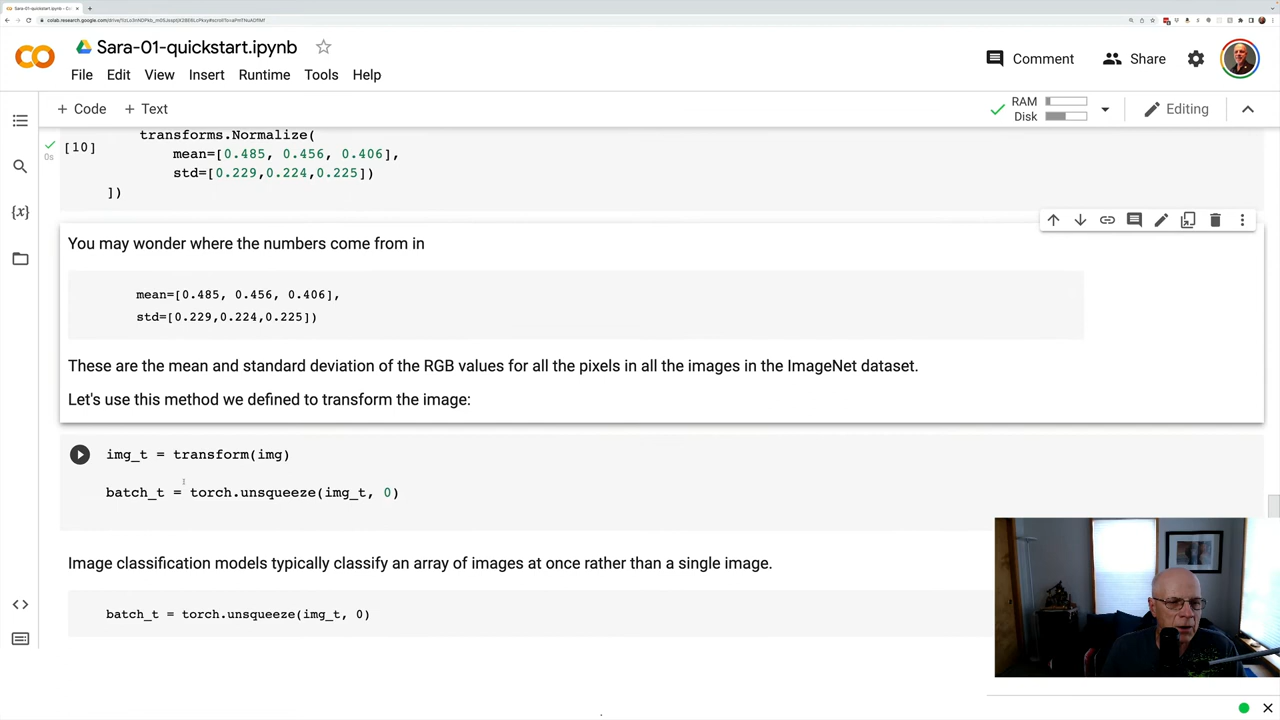 Sara-01-quickstart.ipynb
File Edit View Insert Runtime Tools Help
Comment
Share
+ Code + Text
RAM
Disk
Editing
transforms.Normalize(
[10]
0s
mean=[0.485, 0.456, 0.406],
std=[0.229,0.224,0.225])
])
You may wonder where the numbers come from in
mean=[0.485, 0.456, 0.406],
std=[0.229,0.224,0.225])
These are the mean and standard deviation of the RGB values for all the pixels in all the images in the ImageNet dataset.
Let's use this method we defined to transform the image:
img_t = transform(img)
batch_t = torch.unsqueeze(img_t, 0)
Image classification models typically classify an array of images at once rather than a single image.
batch_t = torch.unsqueeze(img_t, 0)